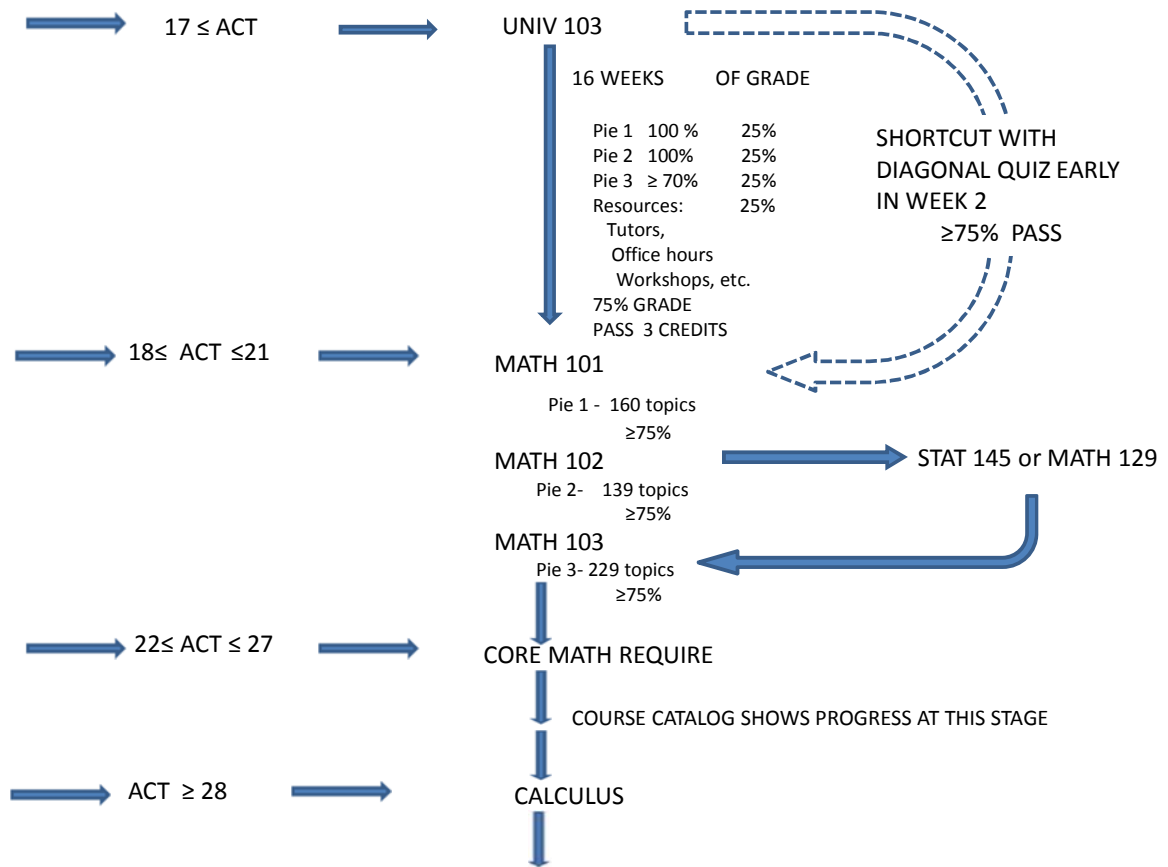 17 ≤ ACT
UNIV 103
16 WEEKS OF GRADE
Pie 1 100 % 25%
Pie 2 100% 25%
Pie 3 ≥ 70% 25%
Resources: 25%
Tutors,
Office hours
Workshops, etc.
75% GRADE
PASS 3 CREDITS
SHORTCUT WITH
DIAGONAL QUIZ EARLY
IN WEEK 2
≥75% PASS
18≤ ACT ≤21
MATH 101
Pie 1 - 160 topics
≥75%
MATH 102
Pie 2- 139 topics
≥75%
STAT 145 or MATH 129
MATH 103
Pie 3- 229 topics
≥75%
22≤ ACT ≤ 27
CORE MATH REQUIRE
COURSE CATALOG SHOWS PROGRESS AT THIS STAGE
ACT ≥ 28
CALCULUS